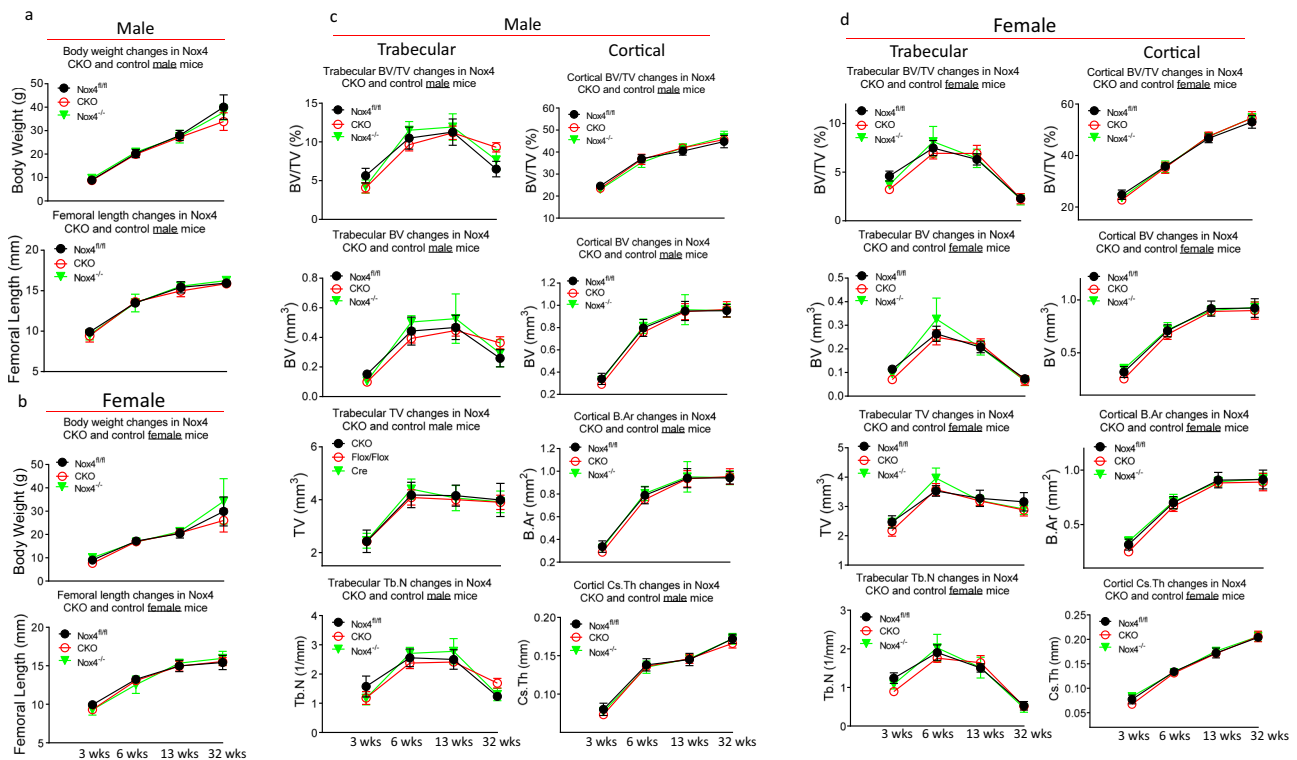 a
Male
Body weight changes in Nox4
CKO and control male mice
Body Weight (g)
50
40
30
20
10
0
Nox4fl/fl
CKO
Nox4-/-
Femoral length changes in Nox4
CKO and control male mice
Femoral Length (mm)
20
15
10
5
Nox4fl/fl
CKO
Nox4-/-
b
Female
Body weight changes in Nox4
CKO and control female mice
Body Weight (g)
50
40
30
20
10
0
Nox4fl/fl
CKO
Nox4-/-
Femoral length changes in Nox4
CKO and control female mice
Femoral Length (mm)
20
15
10
5
Nox4fl/fl
CKO
Nox4-/-
3 wks 6 wks 13 wks 32 wks
c
Male
Trabecular
Trabecular BV/TV changes in Nox4
CKO and control male mice
BV/TV (%)
15
10
5
0
Nox4fl/fl
CKO
Nox4-/-
Trabecular BV changes in Nox4
CKO and control male mice
BV (mm3)
0.8
0.6
0.4
0.2
0.0
Nox4fl/fl
CKO
Nox4-/-
Trabecular TV changes in Nox4
CKO and control male mice
TV (mm3)
6
4
2
CKO
Flox/Flox
Cre
Trabecular Tb.N changes in Nox4
CKO and control male mice
Tb.N (1/mm)
4
3
2
1
0
Nox4fl/fl
CKO
Nox4-/-
3 wks 6 wks 13 wks 32 wks
Cortical
Cortical BV/TV changes in Nox4
CKO and control male mice
BV/TV (%)
60
50
40
30
20
10
Nox4fl/fl
CKO
Nox4-/-
Cortical BV changes in Nox4
CKO and control male mice
BV (mm3)
1.2
1.0
0.8
0.6
0.4
0.2
Nox4fl/fl
CKO
Nox4-/-
Cortical B.Ar changes in Nox4
CKO and control male mice
B.Ar (mm2)
1.2
1.0
0.8
0.6
0.4
0.2
Nox4fl/fl
CKO
Nox4-/-
Corticl Cs.Th changes in Nox4
CKO and control male mice
Cs.Th (mm)
0.20
0.15
0.10
Nox4fl/fl
CKO
Nox4-/-
3 wks 6 wks 13 wks 32 wks
d
Female
Trabecular
Trabecular BV/TV changes in Nox4
CKO and control female mice
BV/TV (%)
10
5
0
Nox4fl/fl
CKO
Nox4-/-
Trabecular BV changes in Nox4
CKO and control female mice
BV (mm3)
0.5
0.4
0.3
0.2
0.1
0.0
Nox4fl/fl
CKO
Nox4-/-
Trabecular TV changes in Nox4
CKO and control female mice
TV (mm3)
5
4
3
2
1
Nox4fl/fl
CKO
Nox4-/-
Trabecular Tb.N changes in Nox4
CKO and control female mice
Tb.N (1/mm)
3
2
1
0
Nox4fl/fl
CKO
Nox4-/-
3 wks 6 wks 13 wks 32 wks
Cortical
Cortical BV/TV changes in Nox4
CKO and control female mice
BV/TV (%)
60
40
20
Nox4fl/fl
CKO
Nox4-/-
Cortical BV changes in Nox4
CKO and control female mice
BV (mm3)
1.0
0.5
Nox4fl/fl
CKO
Nox4-/-
Cortical B.Ar changes in Nox4
CKO and control female mice
B.Ar (mm2)
1.0
0.5
Nox4fl/fl
CKO
Nox4-/-
Corticl Cs.Th changes in Nox4
CKO and control female mice
Cs.Th (mm)
0.25
0.20
0.15
0.10
0.05
0.00
Nox4fl/fl
CKO
Nox4-/-
3 wks 6 wks 13 wks 32 wks